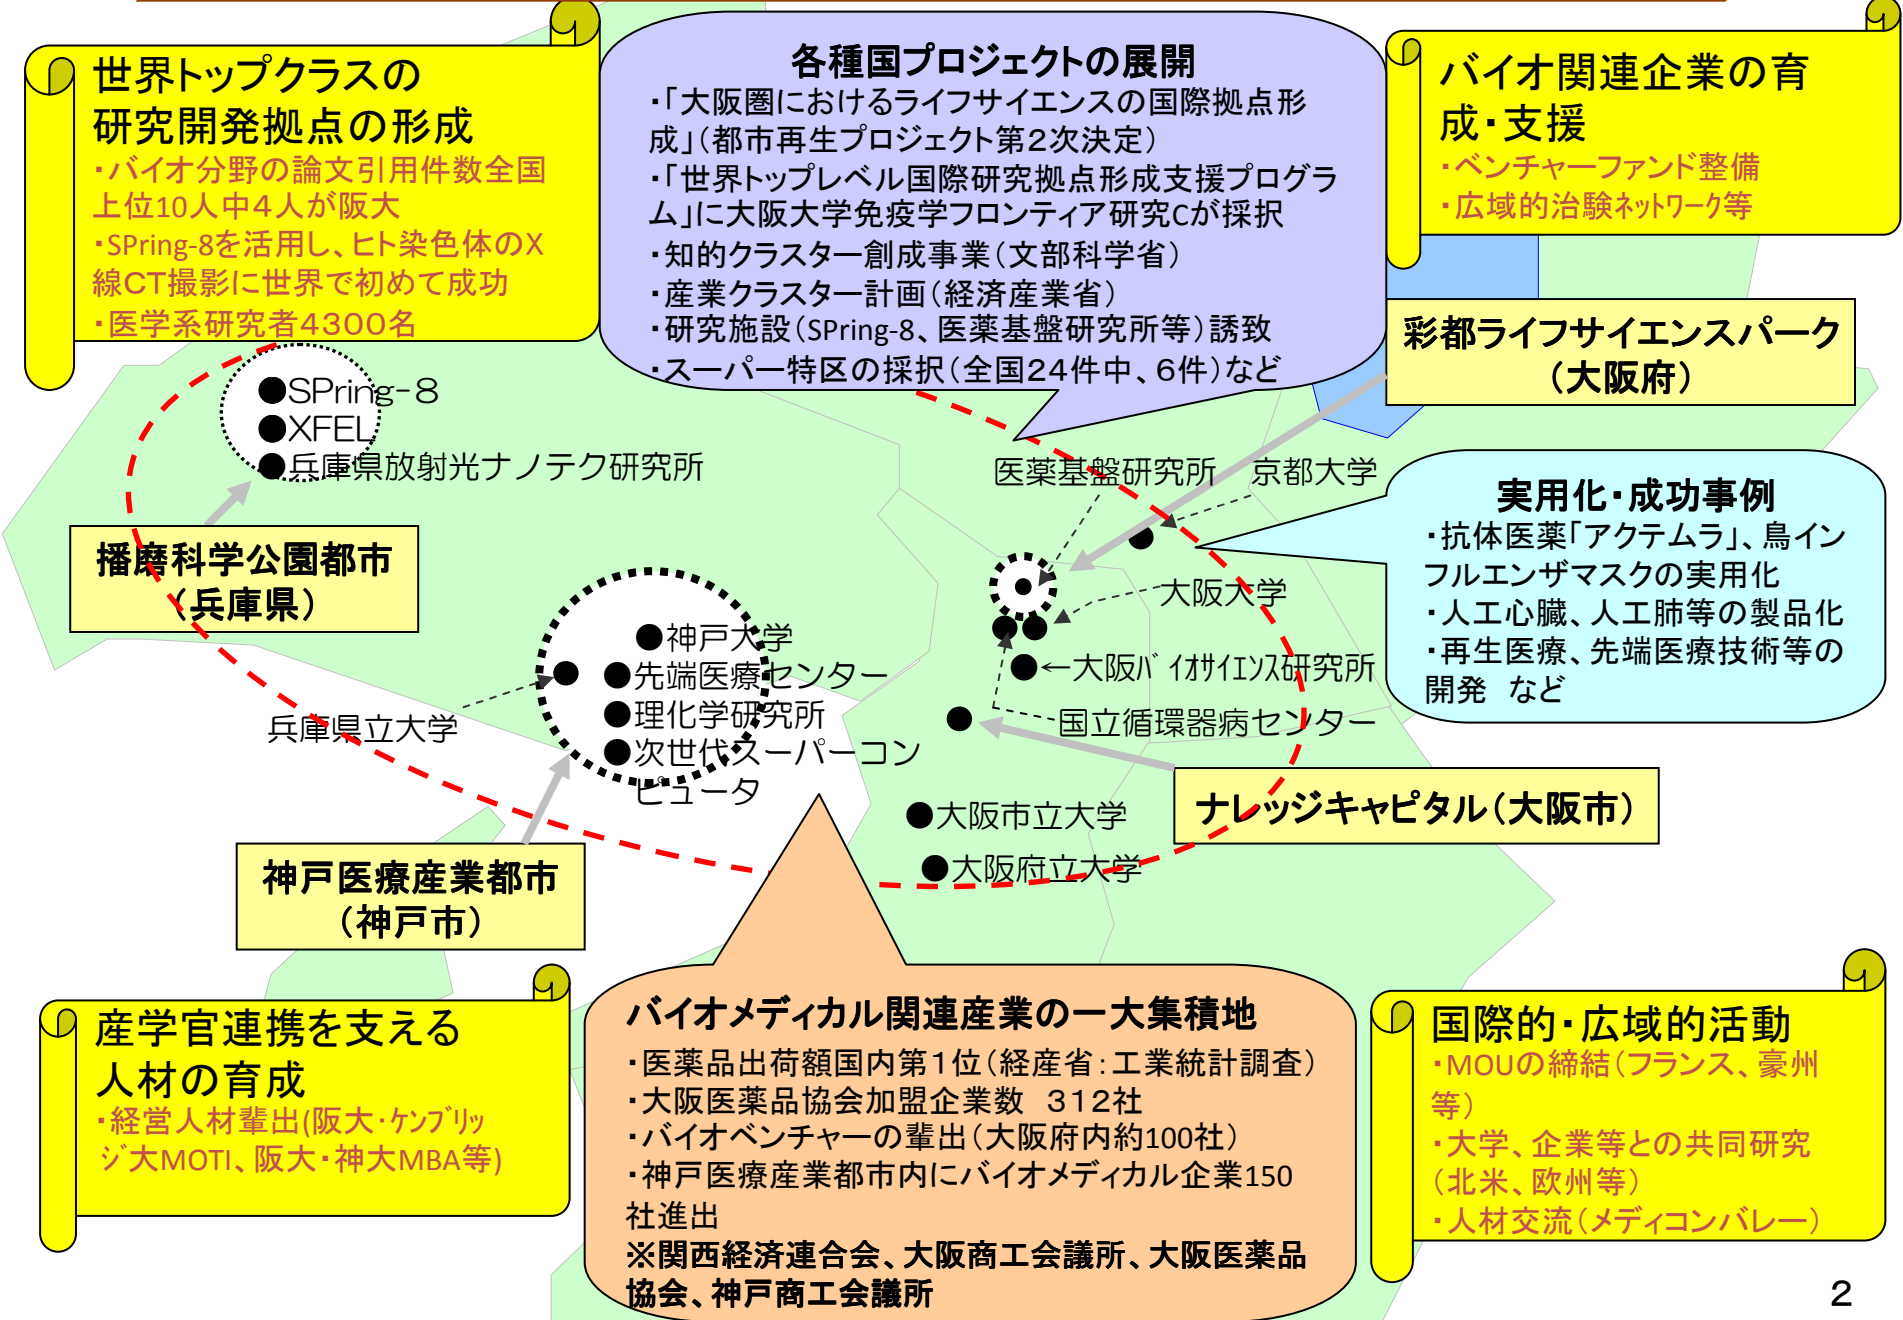 世界トップクラスの
研究開発拠点の形成
・バイオ分野の論文引用件数全国
上位10人中4人が阪大
・SPring-8を活用し、ヒト染色体のX
線CT撮影に世界で初めて成功
・医学系研究者4300名
各種国プロジェクトの展開
・「大阪圏におけるライフサイエンスの国際拠点形
成」（都市再生プロジェクト第２次決定）
・「世界トップレベル国際研究拠点形成支援プログラ
ム」に大阪大学免疫学フロンティア研究Cが採択
・知的クラスター創成事業（文部科学省）
・産業クラスター計画（経済産業省）
・研究施設（SPring-8、医薬基盤研究所等）誘致
・スーパー特区の採択（全国２４件中、６件）など
バイオ関連企業の育
成・支援
・ベンチャーファンド整備
・広域的治験ネットワーク等
彩都ライフサイエンスパーク
（大阪府）
●SPring-8
●XFEL
●兵庫県放射光ナノテク研究所
播磨科学公園都市
（兵庫県）
医薬基盤研究所
京都大学
実用化・成功事例
・抗体医薬「アクテムラ」、鳥イン
フルエンザマスクの実用化
・人工心臓、人工肺等の製品化
・再生医療、先端医療技術等の
開発　など
大阪大学
●神戸大学
●先端医療センター
●理化学研究所
●次世代スーパーコン
ピュータ
兵庫県立大学
●←大阪ﾊﾞｲｵｻｲｴﾝｽ研究所
国立循環器病センター
ナレッジキャピタル（大阪市）
●大阪市立大学
●大阪府立大学
神戸医療産業都市
（神戸市）
産学官連携を支える
人材の育成
・経営人材輩出(阪大・ｹﾝﾌﾞﾘｯ
ｼﾞ大MOTI、阪大・神大MBA等)
バイオメディカル関連産業の一大集積地
・医薬品出荷額国内第１位（経産省：工業統計調査）
・大阪医薬品協会加盟企業数　３１２社
・バイオベンチャーの輩出（大阪府内約100社）
・神戸医療産業都市内にバイオメディカル企業150
社進出
※関西経済連合会、大阪商工会議所、大阪医薬品
協会、神戸商工会議所
国際的・広域的活動
・MOUの締結（フランス、豪州
等）
・大学、企業等との共同研究
（北米、欧州等）
・人材交流（メディコンバレー）
2